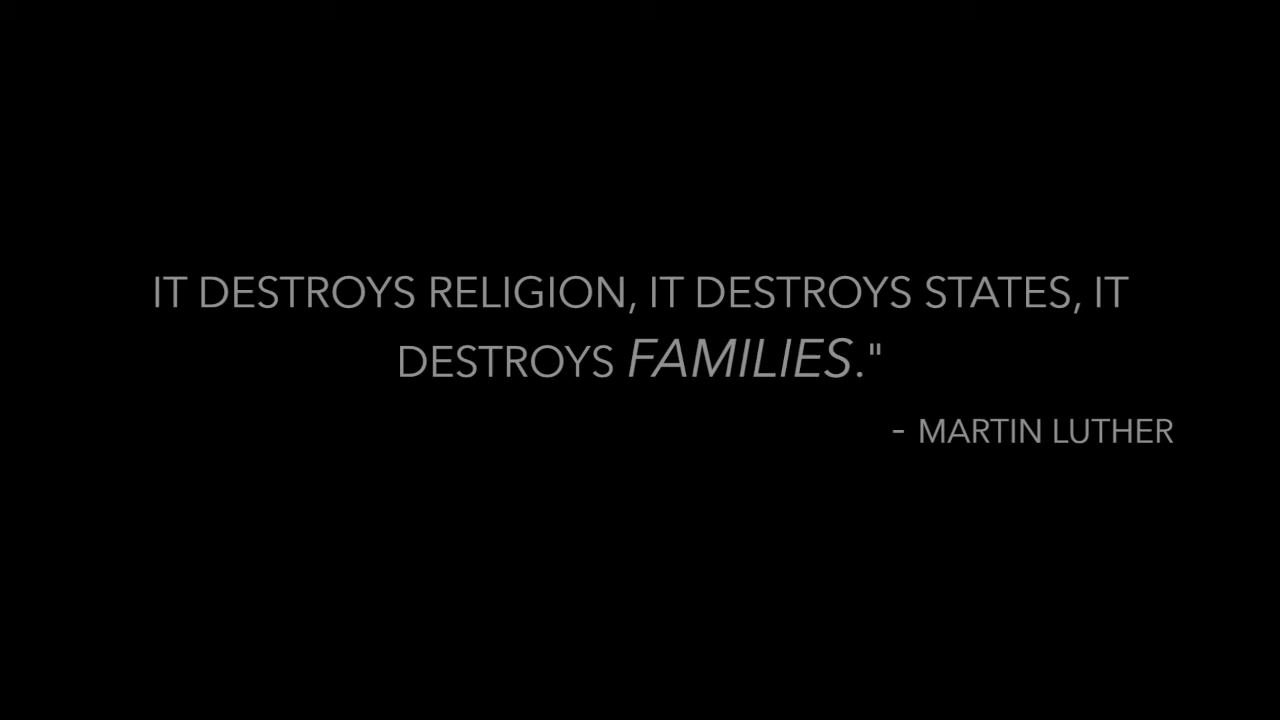 IT DESTROYS RELIGION, IT DESTROYS STATES, IT
DESTROYS FAMILIES."
- MARTIN LUTHER